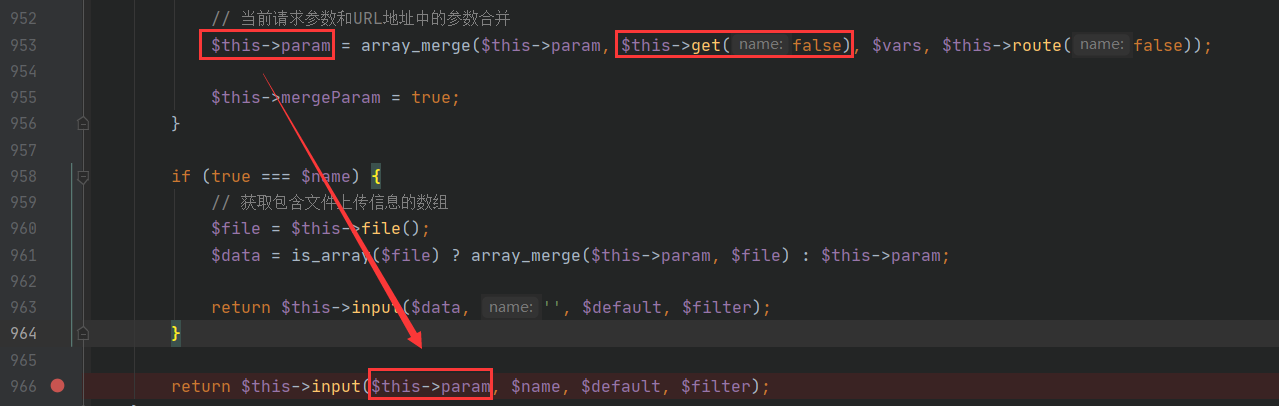 952 // 当前请求参数和URL地址中的参数合并
953 $this->param = array_merge($this->param, $this->get( name: false), $vars, $this->route( name: false));
954
955 $this->mergeParam = true;
956 }
957
958 if (true === $name) {
959 // 获取包含文件上传信息的数组
960 $file = $this->file();
961 $data = is_array($file) ? array_merge($this->param, $file) : $this->param;
962
963 return $this->input($data, name: '', $default, $filter);
964 }
965
966 return $this->input($this->param, $name, $default, $filter);